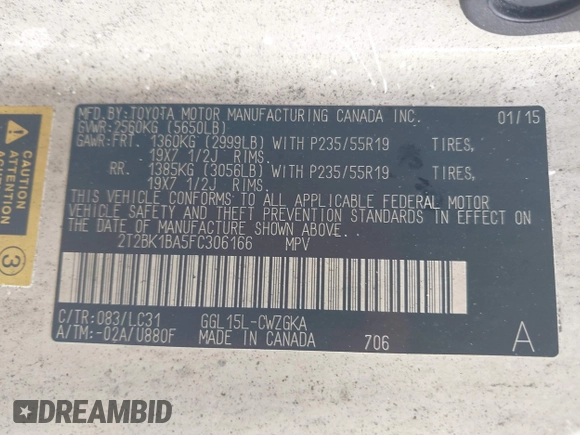 MFD.BY:TOYOTA MOTOR MANUFACTURING CANADA INC. 01/15
GVWR:2560KG (5650LB)
GAWR:FRT. 1360KG (2999LB) WITH P235/55R19 TIRES,
19X7 1/2J RIMS.
RR. 1385KG (3056LB) WITH P235/55R19 TIRES,
19X7 1/2J RIMS.
THIS VEHICLE CONFORMS TO ALL APPLICABLE FEDERAL MOTOR
VEHICLE SAFETY AND THEFT PREVENTION STANDARDS IN EFFECT ON
THE DATE OF MANUFACTURE SHOWN ABOVE.
2T2BK1BA5FC306166 MPV
C/TR:083/LC31 GGL15L-CWZGKA
A/TM:-02A/U880F MADE IN CANADA 706 A
CAUTION
ATTENTION
3
DREAMBID